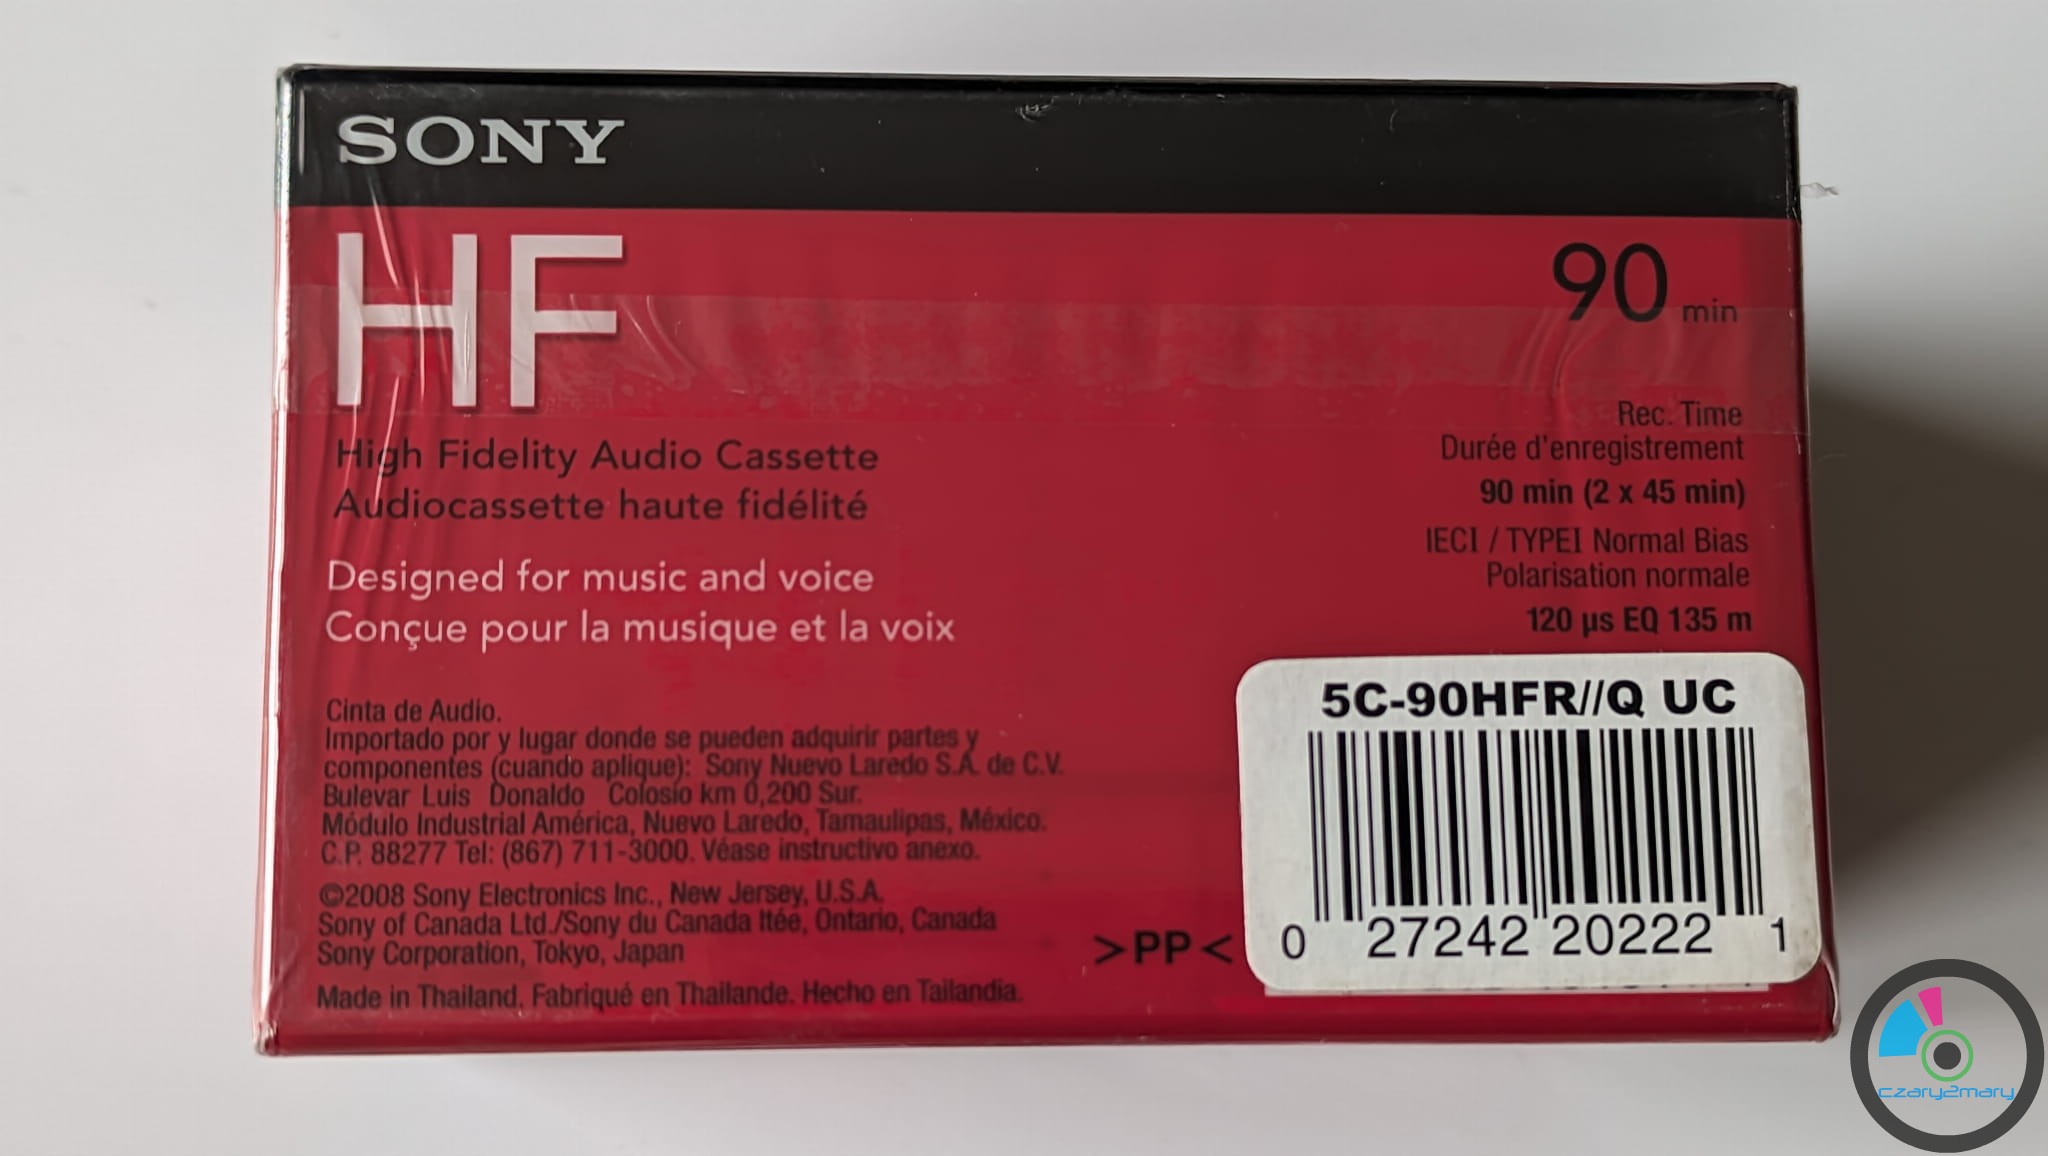 SONY
HF
90 min
High Fidelity Audio Cassette
Audiocassette haute fidélité
Designed for music and voice
Conçue pour la musique et la voix
Rec. Time
Durée d'enregistrement
90 min (2 x 45 min)
IECI / TYPEI Normal Bias
Polarisation normale
120 µs EQ 135 m
Cinta de Audio.
Importado por y lugar donde se pueden adquirir partes y
componentes (cuando aplique): Sony Nuevo Laredo S.A. de C.V.
Bulevar Luis Donaldo Colosio km 0,200 Sur.
Módulo Industrial América, Nuevo Laredo, Tamaulipas, México.
C.P. 88277 Tel: (867) 711-3000. Véase instructivo anexo.
©2008 Sony Electronics Inc., New Jersey, U.S.A.
Sony of Canada Ltd./Sony du Canada ltée, Ontario, Canada
Sony Corporation, Tokyo, Japan
Made in Thailand. Fabriqué en Thaïlande. Hecho en Tailandia.
>PP<
5C-90HFR//Q UC
0 27242 20222 1
czary2mary